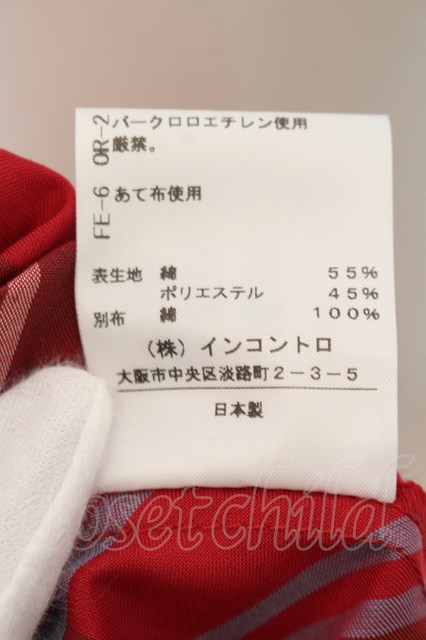 OR-2
パークロロエチレン使用
厳禁。
FE-6
あて布使用
表生地 綿 55%
ポリエステル 45%
別布 綿 100%
(株)インコントロ
大阪市中央区淡路町2-3-5
日本製
closetchild